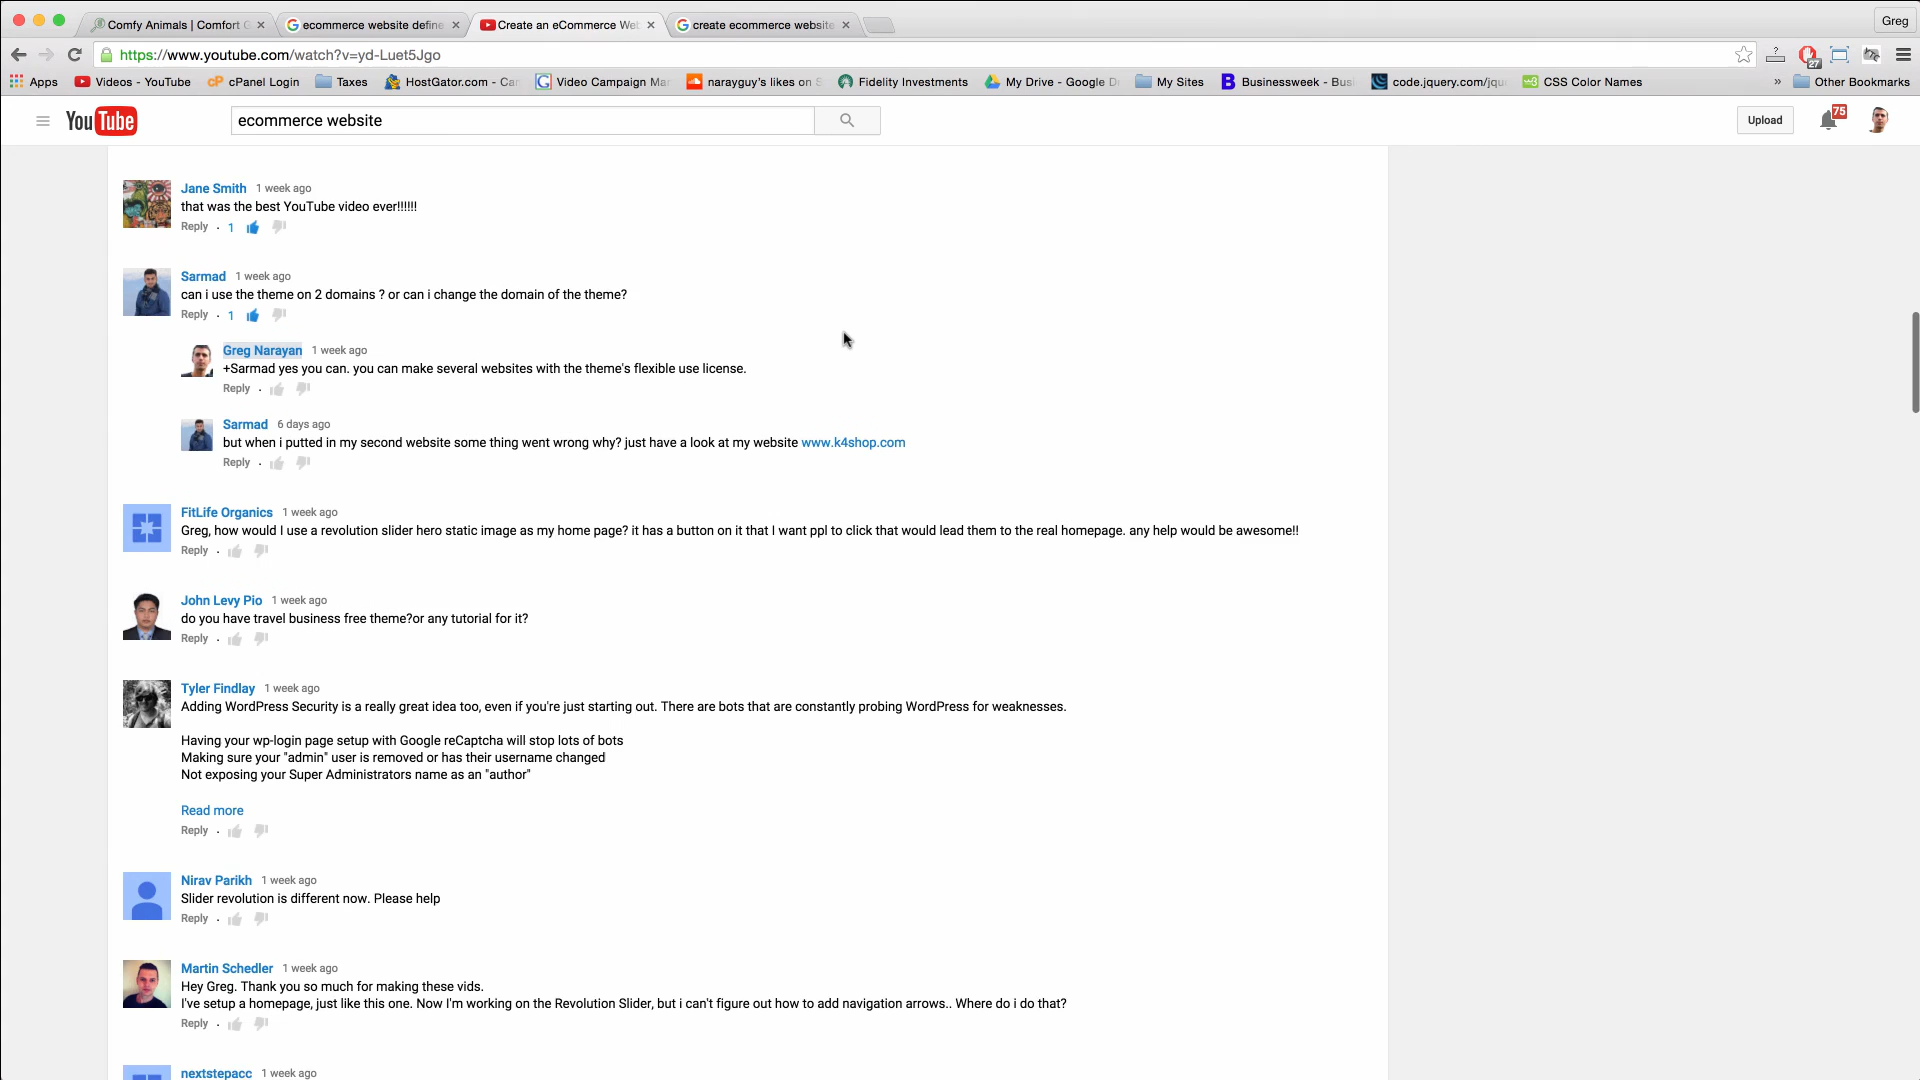 Comfy Animals | Comfort G
ecommerce website define
Create an eCommerce Web
create ecommerce website
Greg
https://www.youtube.com/watch?v=yd-Luet5Jgo
27
Apps
Videos - YouTube
cP cPanel Login
Taxes
HostGator.com - Can
Video Campaign Man
narayguy's likes on S
Fidelity Investments
My Drive - Google D
My Sites
B Businessweek - Bus
code.jquery.com/jqu
w3 CSS Color Names
» Other Bookmarks
YouTube
ecommerce website
Upload
75
Jane Smith 1 week ago
that was the best YouTube video ever!!!!!!
Reply · 1
Sarmad 1 week ago
can i use the theme on 2 domains ? or can i change the domain of the theme?
Reply · 1
Greg Narayan 1 week ago
+Sarmad yes you can. you can make several websites with the theme's flexible use license.
Reply ·
Sarmad 6 days ago
but when i putted in my second website some thing went wrong why? just have a look at my website www.k4shop.com
Reply ·
FitLife Organics 1 week ago
Greg, how would I use a revolution slider hero static image as my home page? it has a button on it that I want ppl to click that would lead them to the real homepage. any help would be awesome!!
Reply ·
John Levy Pio 1 week ago
do you have travel business free theme?or any tutorial for it?
Reply ·
Tyler Findlay 1 week ago
Adding WordPress Security is a really great idea too, even if you're just starting out. There are bots that are constantly probing WordPress for weaknesses.
Having your wp-login page setup with Google reCaptcha will stop lots of bots
Making sure your "admin" user is removed or has their username changed
Not exposing your Super Administrators name as an "author"
Read more
Reply ·
Nirav Parikh 1 week ago
Slider revolution is different now. Please help
Reply ·
Martin Schedler 1 week ago
Hey Greg. Thank you so much for making these vids.
I've setup a homepage, just like this one. Now I'm working on the Revolution Slider, but i can't figure out how to add navigation arrows.. Where do i do that?
Reply ·
nextstepacc 1 week ago